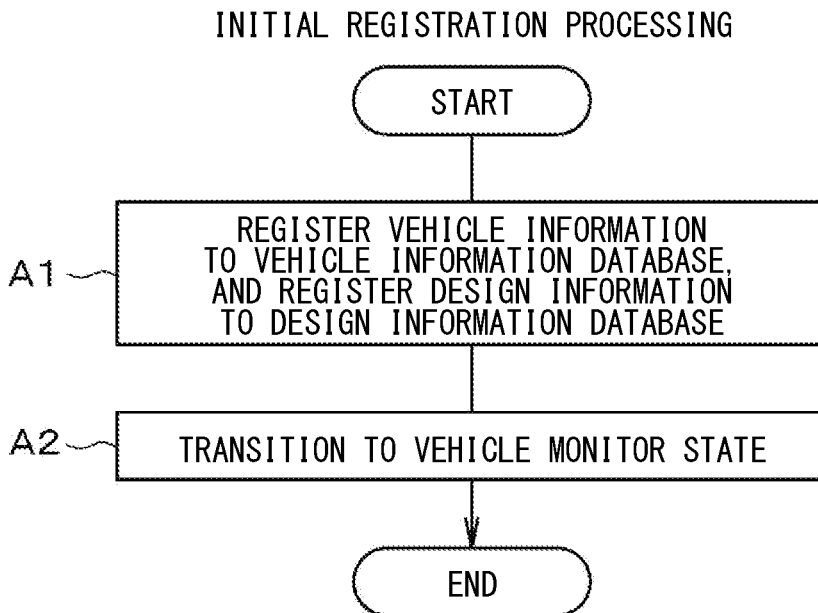 INITIAL REGISTRATION PROCESSING
START
A1
REGISTER VEHICLE INFORMATION
TO VEHICLE INFORMATION DATABASE,
AND REGISTER DESIGN INFORMATION
TO DESIGN INFORMATION DATABASE
A2
TRANSITION TO VEHICLE MONITOR STATE
END